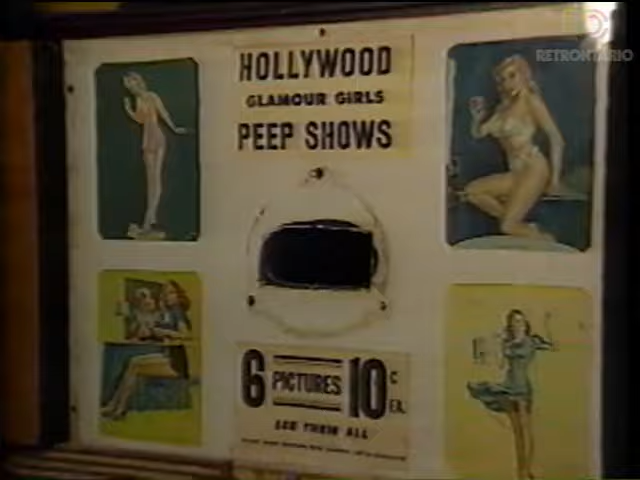 RETRONTARIO
HOLLYWOOD
GLAMOUR GIRLS
PEEP SHOWS
6 PICTURES 10 C EA.
SEE THEM ALL